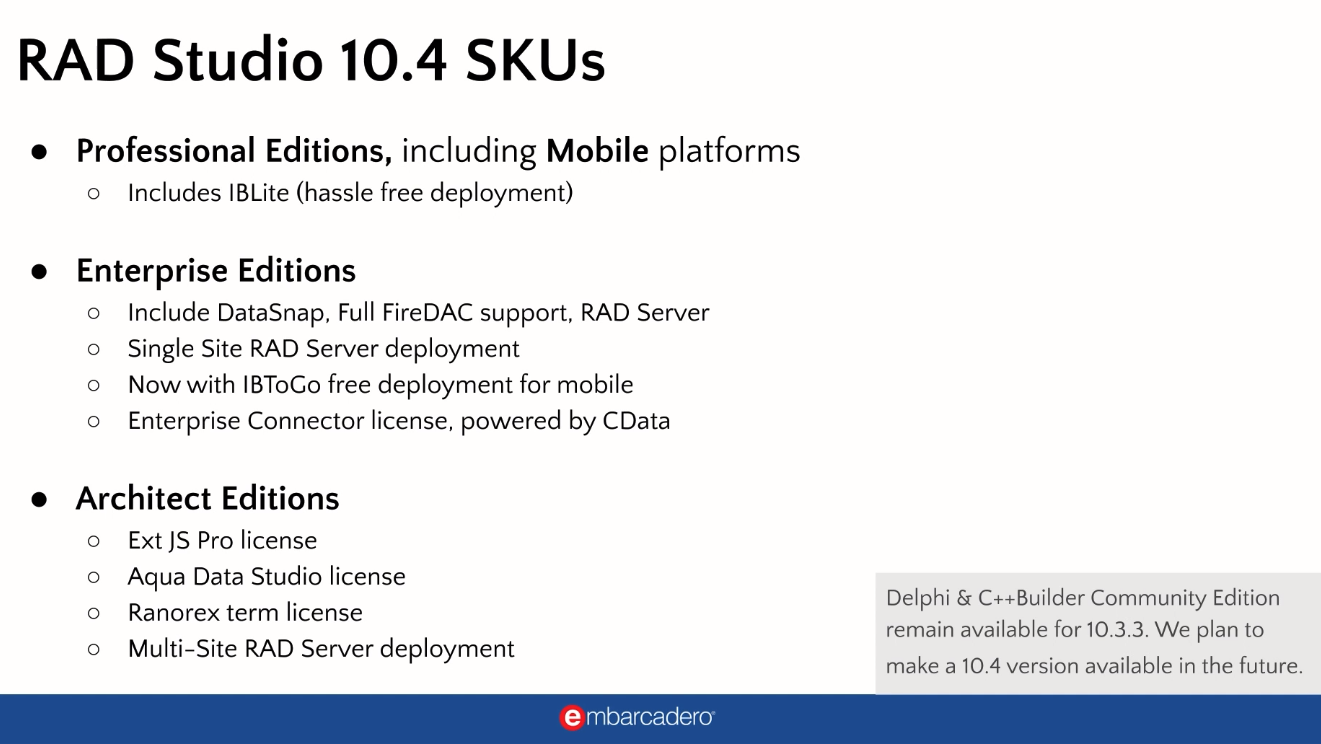 RAD Studio 10.4 SKUs
● Professional Editions, including Mobile platforms
○ Includes IBLite (hassle free deployment)
● Enterprise Editions
○ Include DataSnap, Full FireDAC support, RAD Server
○ Single Site RAD Server deployment
○ Now with IBToGo free deployment for mobile
○ Enterprise Connector license, powered by CData
● Architect Editions
○ Ext JS Pro license
○ Aqua Data Studio license
○ Ranorex term license
○ Multi-Site RAD Server deployment
Delphi & C++Builder Community Edition
remain available for 10.3.3. We plan to
make a 10.4 version available in the future.
embarcadero®